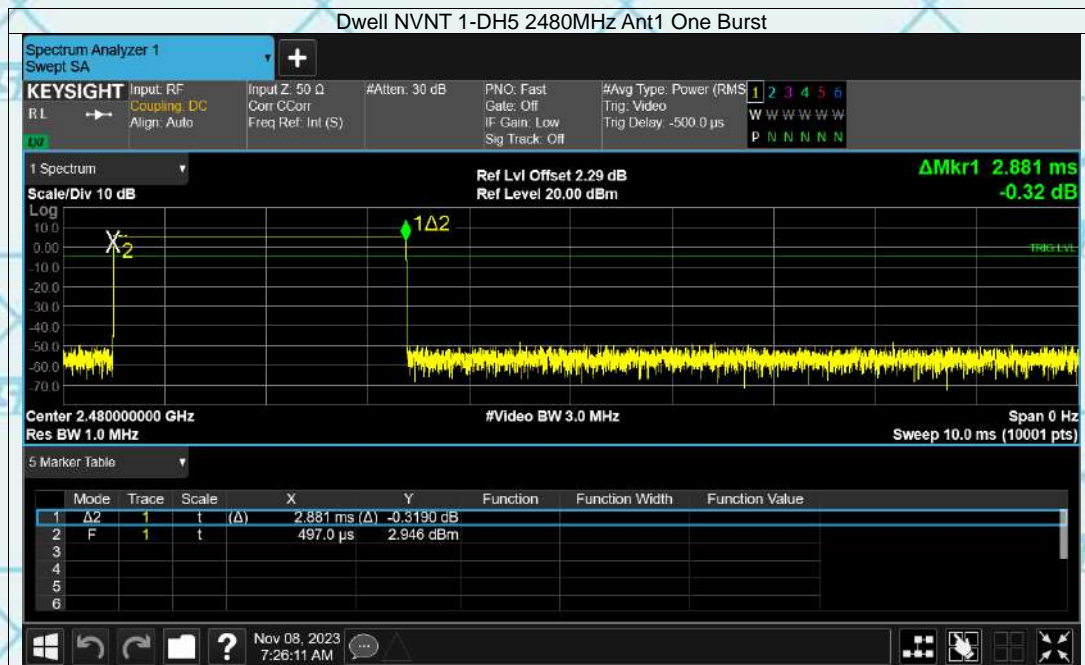 Dwell NVNT 1-DH5 2480MHz Ant1 One Burst
Spectrum Analyzer 1
Swept SA
KEYSIGHT
RL
LXI
Input: RF
Coupling: DC
Align: Auto
Input Z: 50 Ω
Corr CCorr
Freq Ref: Int (S)
#Atten: 30 dB
PNO: Fast
Gate: Off
IF Gain: Low
Sig Track: Off
#Avg Type: Power (RMS
Trig: Video
Trig Delay: -500.0 µs
1 2 3 4 5 6
W W W W W W
P N N N N N
1 Spectrum
Scale/Div 10 dB
Ref Lvl Offset 2.29 dB
Ref Level 20.00 dBm
ΔMkr1 2.881 ms
-0.32 dB
Log
10.0
0.00
-10.0
-20.0
-30.0
-40.0
-50.0
-60.0
-70.0
X2
1Δ2
TRIG LVL
Center 2.480000000 GHz
Res BW 1.0 MHz
#Video BW 3.0 MHz
Span 0 Hz
Sweep 10.0 ms (10001 pts)
5 Marker Table
Mode Trace Scale X Y Function Function Width Function Value
1 Δ2 1 t (Δ) 2.881 ms (Δ) -0.3190 dB
2 F 1 t 497.0 µs 2.946 dBm
3
4
5
6
?
Nov 08, 2023
7:26:11 AM